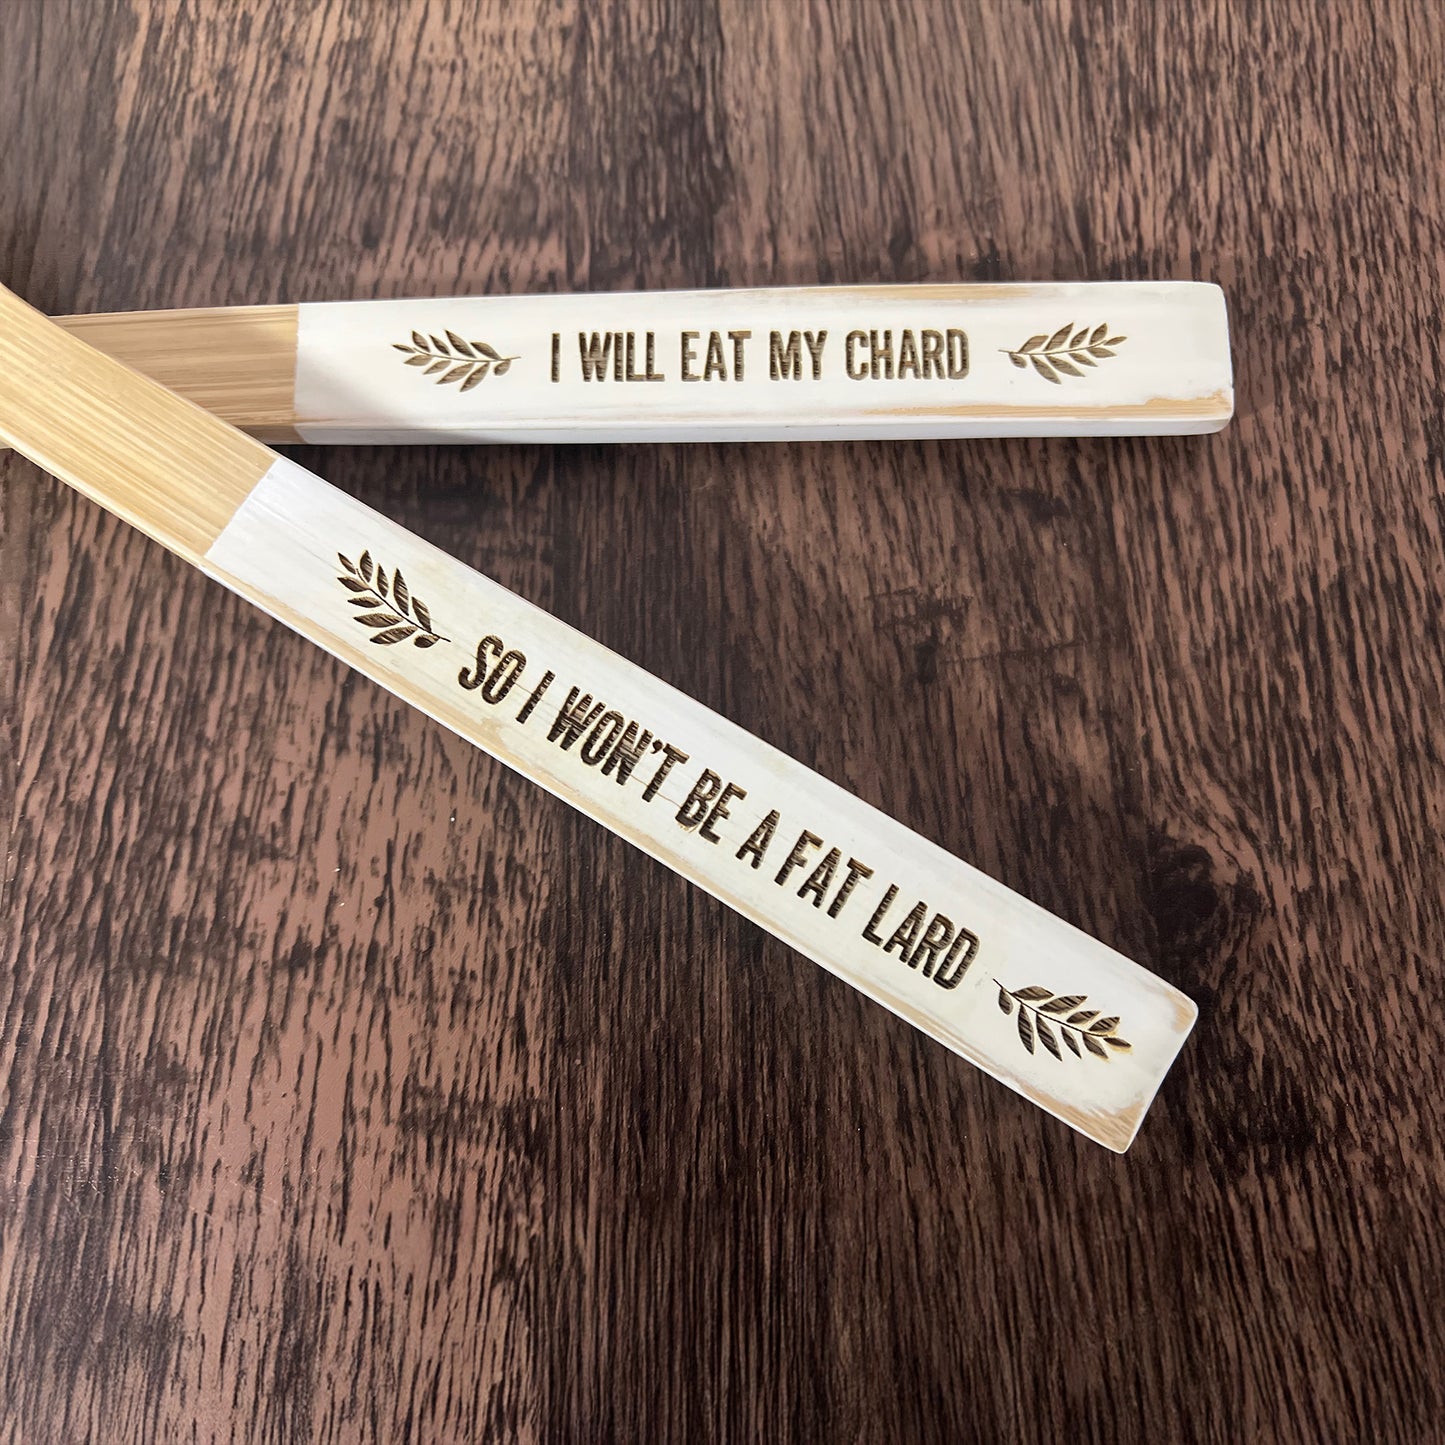 I WILL EAT MY CHARD
SO I WON'T BE A FAT LARD